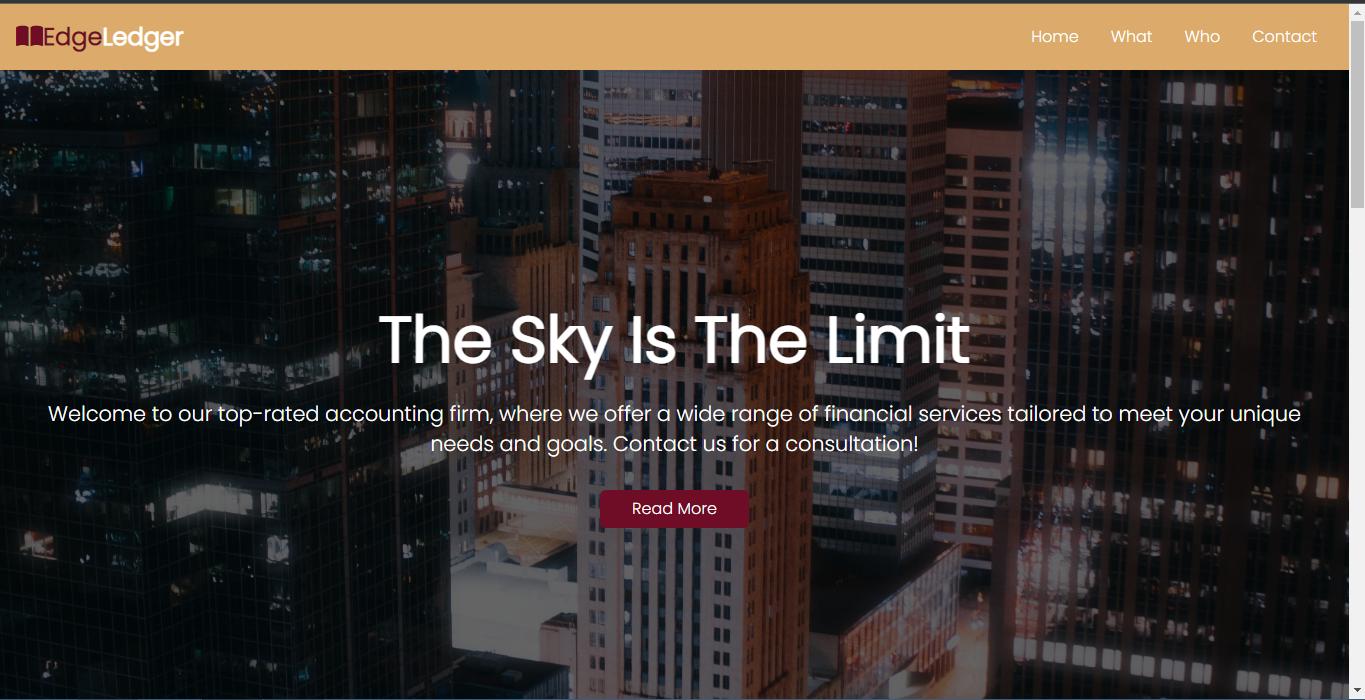 EdgeLedger
Home What Who Contact
The Sky Is The Limit
Welcome to our top-rated accounting firm, where we offer a wide range of financial services tailored to meet your unique
needs and goals. Contact us for a consultation!
Read More